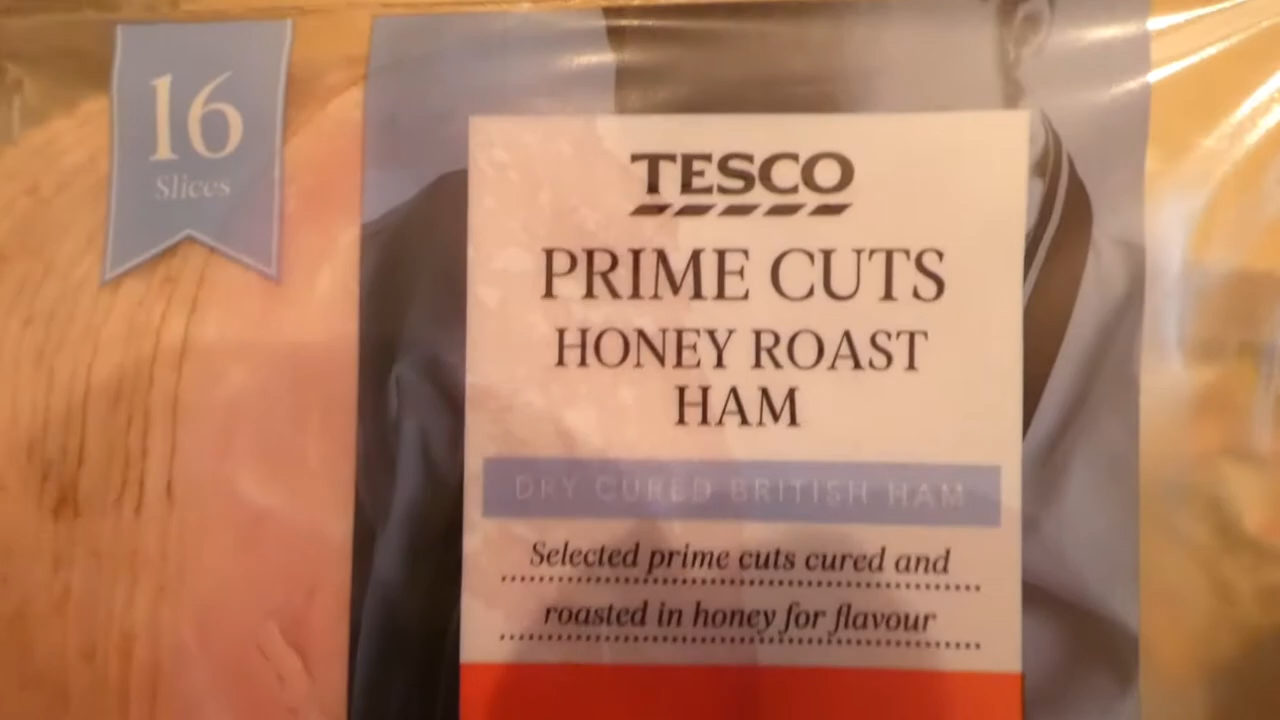 16
Slices
TESCO
PRIME CUTS
HONEY ROAST
HAM
DRY CURED BRITISH HAM
Selected prime cuts cured and
roasted in honey for flavour